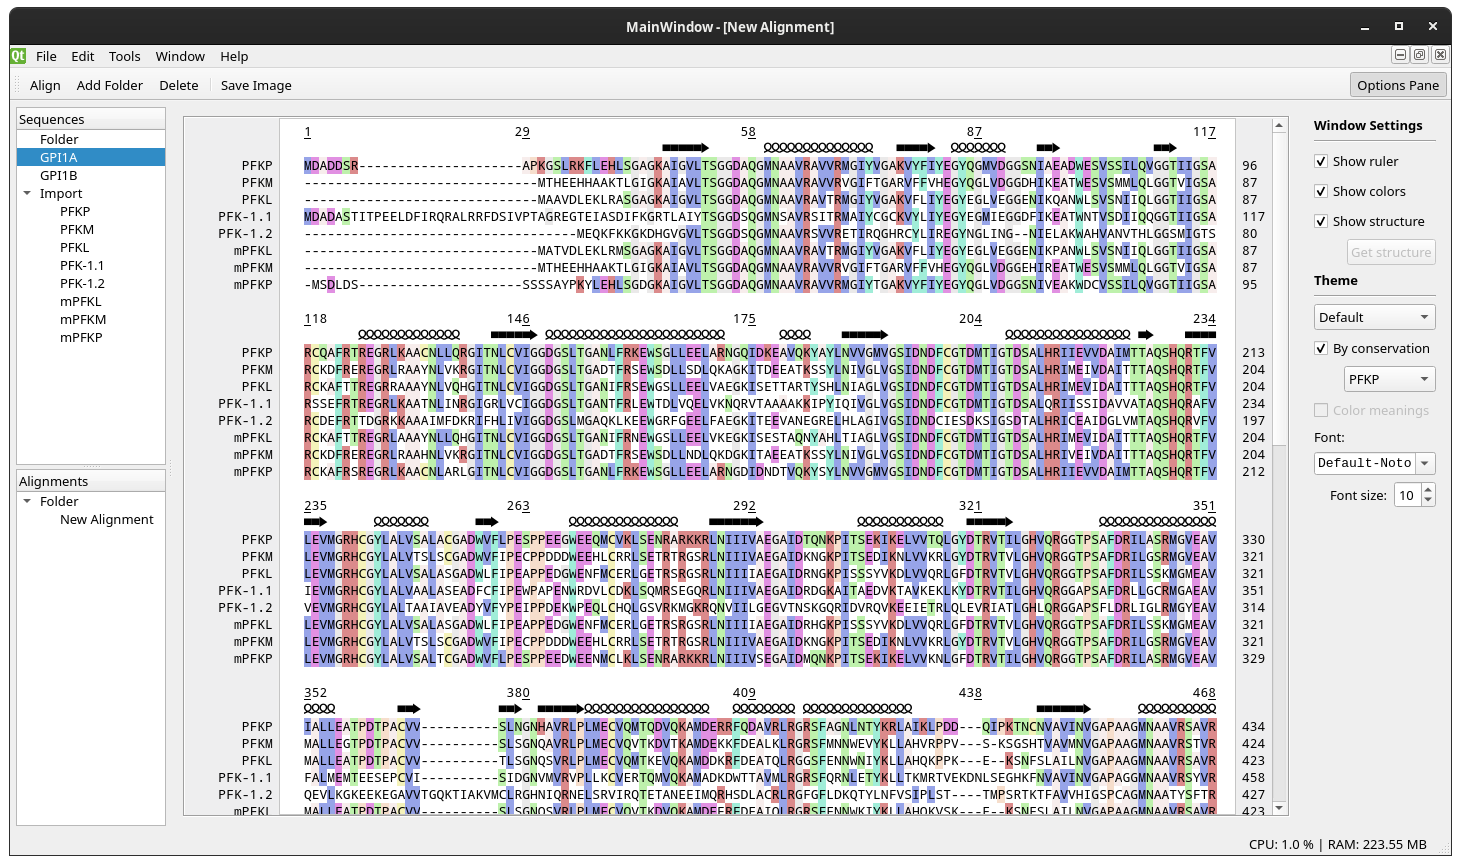 MainWindow - [New Alignment]
File Edit Tools Window Help
Align Add Folder Delete Save Image Options Pane
Sequences
Folder
GPI1A
GPI1B
Import
PFKP
PFKM
PFKL
PFK-1.1
PFK-1.2
mPFKL
mPFKM
mPFKP
Alignments
Folder
New Alignment
1 29 58 87 117
PFKP MDADDSR---------------------APKGSLRKFLEHLSGAGKAIGVLTSGGDAQGMNAAVRAVVRMGIYVGAKVYFIYEGYQGMVDGGSNIAEADWESVSSILQVGGTIIGSA 96
PFKM ------------------------------MTHEEHHAAKTLGIGKAIAVLTSGGDAQGMNAAVRAVVRVGIFTGARVFFVHEGYQGLVDGGDHIKEATWESVSMMLQLGGTVIGSA 87
PFKL ------------------------------MAAVDLEKLRASGAGKAIGVLTSGGDAQGMNAAVRAVTRMGIYVGAKVFLIYEGYEGLVEGGENIKQANWLSVSNIIQLGGTIIGSA 87
PFK-1.1 MDADASTITPEELDFIRQRALRRFDSIVPTAGREGTEIASDIFKGRTLAIYTSGGDSQGMNSAVRSITRMAIYCGCKVYLIYEGYEGMIEGGDFIKEATWNTVSDIIQQGGTIIGSA 117
PFK-1.2 -----------------------------------MEQKFKKGKDHGVGVLTSGGDSQGMNAAVRSVVRETIRQGHRCYLIREGYNGLING--NIELAKWAHVANVTHLGGSMIGTS 80
mPFKL ------------------------------MATVDLEKLRMSGAGKAIGVLTSGGDAQGMNAAVRAVTRMGIYVGAKVFLIYEGYEGLVEGGENIKPANWLSVSNIIQLGGTIIGSA 87
mPFKM ------------------------------MTHEEHHAAKTLGIGKAIAVLTSGGDAQGMNAAVRAVVRVGIFTGARVFFVHEGYQGLVDGGEHIREATWESVSMMLQLGGTVIGSA 87
mPFKP -MSDLDS---------------------SSSSAYPKYLEHLSGDGKAIGVLTSGGDAQGMNAAVRAVVRMGIYTGAKVYFIYEGYQGLVDGGSNIVEAKWDCVSSILQVGGTIIGSA 95
118 146 175 204 234
PFKP RCQAFRTREGRLKAACNLLQRGITNLCVIGGDGSLTGANLFRKEWSGLLEELARNGQIDKEAVQKYAYLNVVGMVGSIDNDFCGTDMTIGTDSALHRIIEVVDAIMTTAQSHQRTFV 213
PFKM RCKDFREREGRLRAAYNLVKRGITNLCVIGGDGSLTGADTFRSEWSDLLSDLQKAGKITDEEATKSSYLNIVGLVGSIDNDFCGTDMTIGTDSALHRIMEIVDAITTTAQSHQRTFV 204
PFKL RCKAFTTREGRRAAAYNLVQHGITNLCVIGGDGSLTGANIFRSEWGSLLEELVAEGKISETTARTYSHLNIAGLVGSIDNDFCGTDMTIGTDSALHRIMEVIDAITTTAQSHQRTFV 204
PFK-1.1 RSSEFRTREGRLKAATNLINRGIGRLVCIGGDGSLTGANTFRLEWTDLVQELVKNQRVTAAAAKKIPYIQIVGLVGSIDNDFCGTDMTIGTDSALQRIISSIDAVVATAQSHQRAFV 234
PFK-1.2 RCDEFRTTDGRKKAAAIMFDKRIFHLIVIGGDGSLMGAQKLKEEWGRFGEELFAEGKITEEVANEGRELHLAGIVGSIDNDCIESDKSIGSDTALHRICEAIDGLVMTAQSHQRVFV 197
mPFKL RCKAFTTREGRLAAAYNLLQHGITNLCVIGGDGSLTGANIFRNEWGSLLEELVKEGKISESTAQNYAHLTIAGLVGSIDNDFCGTDMTIGTDSALHRIMEVIDAITTTAQSHQRTFV 204
mPFKM RCKDFREREGRLRAAHNLVKRGITNLCVIGGDGSLTGADTFRSEWSDLLNDLQKDGKITAEEATKSSYLNIVGLVGSIDNDFCGTDMTIGTDSALHRIVEIVDAITTTAQSHQRTFV 204
mPFKP RCKAFRSREGRLKAACNLARLGITNLCVIGGDGSLTGANLFRKEWSGLLEELARNGDIDNDTVQKYSYLNVVGMVGSIDNDFCGTDMTIGTDSALHRIIEVVDAIMTTAQSHQRTFV 212
235 263 292 321 351
PFKP LEVMGRHCGYLALVSALACGADWVFLPESPPEEGWEEQMCVKLSENRARKKRLNIIIVAEGAIDTQNKPITSEKIKELVVTQLGYDTRVTILGHVQRGGTPSAFDRILASRMGVEAV 330
PFKM LEVMGRHCGYLALVTSLSCGADWVFIPECPPDDDWEEHLCRRLSETRTRGSRLNIIIVAEGAIDKNGKPITSEDIKNLVVKRLGYDTRVTVLGHVQRGGTPSAFDRILGSRMGVEAV 321
PFKL LEVMGRHCGYLALVSALASGADWLFIPEAPPEDGWENFMCERLGETRSRGSRLNIIIIAEGAIDRNGKPISSSYVKDLVVQRLGFDTRVTVLGHVQRGGTPSAFDRILSSKMGMEAV 321
PFK-1.1 IEVMGRHCGYLALVAALASEADFCFIPEWPAPENWRDVLCDKLSQMRSEGQRLNIIIVAEGAIDRDGKAITAEDVKTAVKEKLKYDTRVTVLGHVQRGGAPSAFDRLLGCRMGAEAV 351
PFK-1.2 VEVMGRHCGYLALTAAIAVEADYVFYPEIPPDEKWPEQLCHQLGSVRKMGKRQNVIILGEGVTNSKGQRIDVRQVKEEIETRLQLEVRIATLGHLQRGGAPSFLDRLIGLRMGYEAV 314
mPFKL LEVMGRHCGYLALVSALASGADWLFIPEAPPEDGWENFMCERLGETRSRGSRLNIIIIAEGAIDRHGKPISSSYVKDLVVQRLGFDTRVTVLGHVQRGGTPSAFDRILSSKMGMEAV 321
mPFKM LEVMGRHCGYLALVTSLSCGADWVFIPECPPDDDWEEHLCRRLSETRTRGSRLNIIIVAEGAIDKNGKPITSEDIKNLVVKRLGYDTRVTVLGHVQRGGTPSAFDRILGSRMGVEAV 321
mPFKP LEVMGRHCGYLALVSALTCGADWVFLPESPPEEDWEENMCLKLSENRARKKRLNIIIVSEGAIDMQNKPITSEKIKELVVKNLGFDTRVTILGHVQRGGTPSAFDRILASRMGVEAV 329
352 380 409 438 468
PFKP IALLEATPDTPACVV----------SLNGNHAVRLPLMECVQMTQDVQKAMDERRFQDAVRLRGRSFAGNLNTYKRLAIKLPDD---QIPKTNCNVAVINVGAPAAGMNAAVRSAVR 434
PFKM MALLEGTPDTPACVV----------SLSGNQAVRLPLMECVQVTKDVTKAMDEKKFDEALKLRGRSFMNNWEVYKLLAHVRPPV---S-KSGSHTVAVMNVGAPAAGMNAAVRSTVR 424
PFKL MALLEATPDTPACVV----------TLSGNQSVRLPLMECVQMTKEVQKAMDDKRFDEATQLRGGSFENNWNIYKLLAHQKPPK---E--KSNFSLAILNVGAPAAGMNAAVRSAVR 423
PFK-1.1 FALMEMTEESEPCVI----------SIDGNVMVRVPLLKCVERTQMVQKAMADKDWTTAVMLRGRSFQRNLETYKLLTKMRTVEKDNLSEGHKFNVAVINVGAPAGGMNAAVRSYVR 458
PFK-1.2 QEVLKGKEEKEGAVVTGQKTIAKVMCLRGHNIQRNELSRVIRQTETANEEIMQRHSDLACRLRGFGFLDKQTYLNFVSIPLST----TMPSRTKTFAVVHIGSPCAGMNAATYSFTR 427
mPFKL MALLEATPDTPACVV----------SLSGNQSVRLPLMECVQVTKDVQKAMDEERFDEAIQLRGRSFENNWKIYKLLAHQKVSK---E--KSNFSLAILNVGAPAAGMNAAVRSAVR 423
Window Settings
Show ruler
Show colors
Show structure
Get structure
Theme
Default
By conservation
PFKP
Color meanings
Font:
Default-Noto
Font size: 10
CPU: 1.0 % | RAM: 223.55 MB